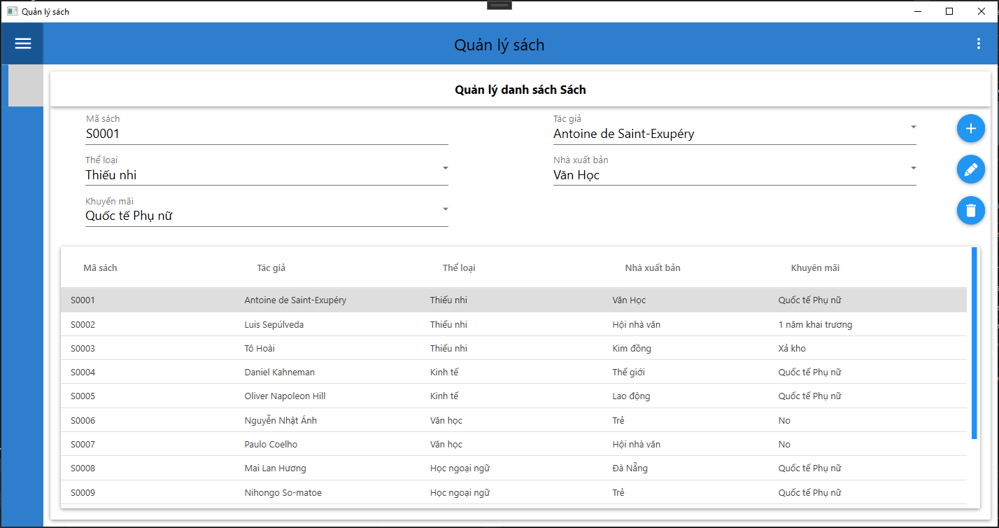 Quản lý sách
Quản lý sách
Quản lý danh sách Sách
Mã sách
S0001
Tác giả
Antoine de Saint-Exupéry
Thể loại
Thiếu nhi
Nhà xuất bản
Văn Học
Khuyến mãi
Quốc tế Phụ nữ
Mã sách Tác giả Thể loại Nhà xuất bản Khuyên mãi
S0001 Antoine de Saint-Exupéry Thiếu nhi Văn Học Quốc tế Phụ nữ
S0002 Luis Sepúlveda Thiếu nhi Hội nhà văn 1 năm khai trương
S0003 Tô Hoài Thiếu nhi Kim đồng Xả kho
S0004 Daniel Kahneman Kinh tế Thế giới Quốc tế Phụ nữ
S0005 Oliver Napoleon Hill Kinh tế Lao động Quốc tế Phụ nữ
S0006 Nguyễn Nhật Ánh Văn học Trẻ No
S0007 Paulo Coelho Văn học Hội nhà văn No
S0008 Mai Lan Hương Học ngoại ngữ Đà Nẵng Quốc tế Phụ nữ
S0009 Nihongo So-matoe Học ngoại ngữ Trẻ Quốc tế Phụ nữ